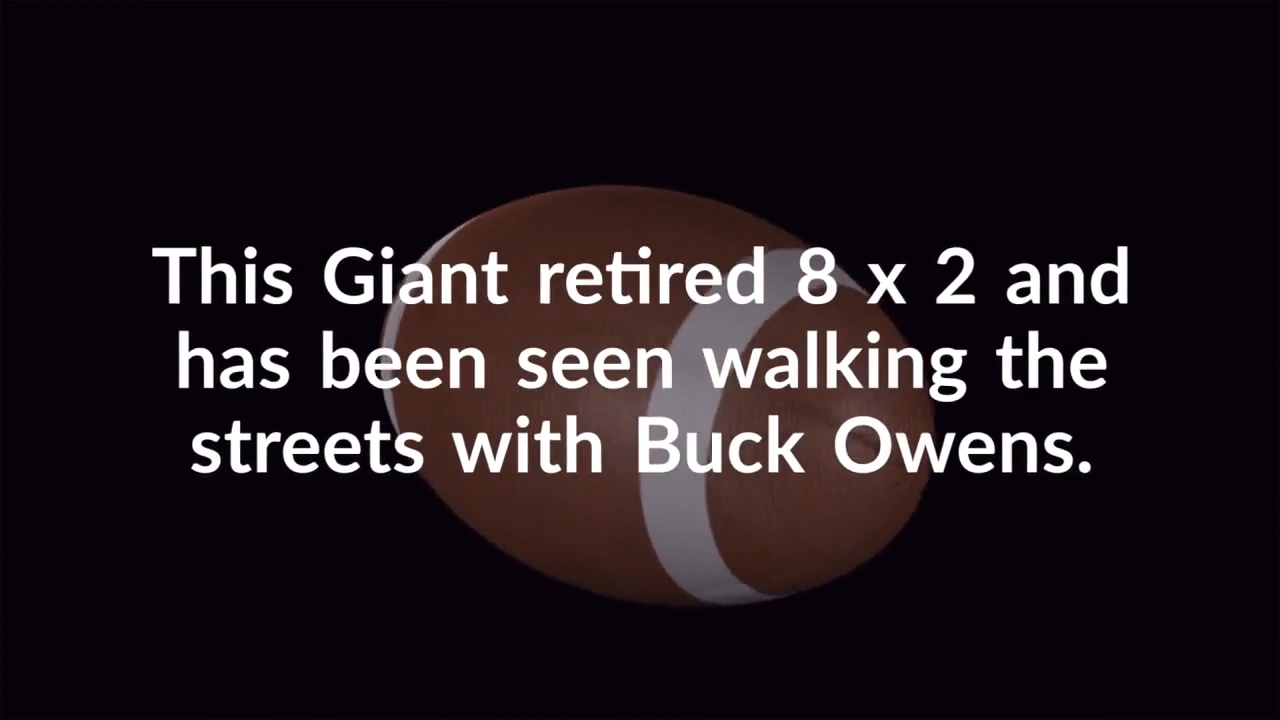 This Giant retired 8 x 2 and
has been seen walking the
streets with Buck Owens.